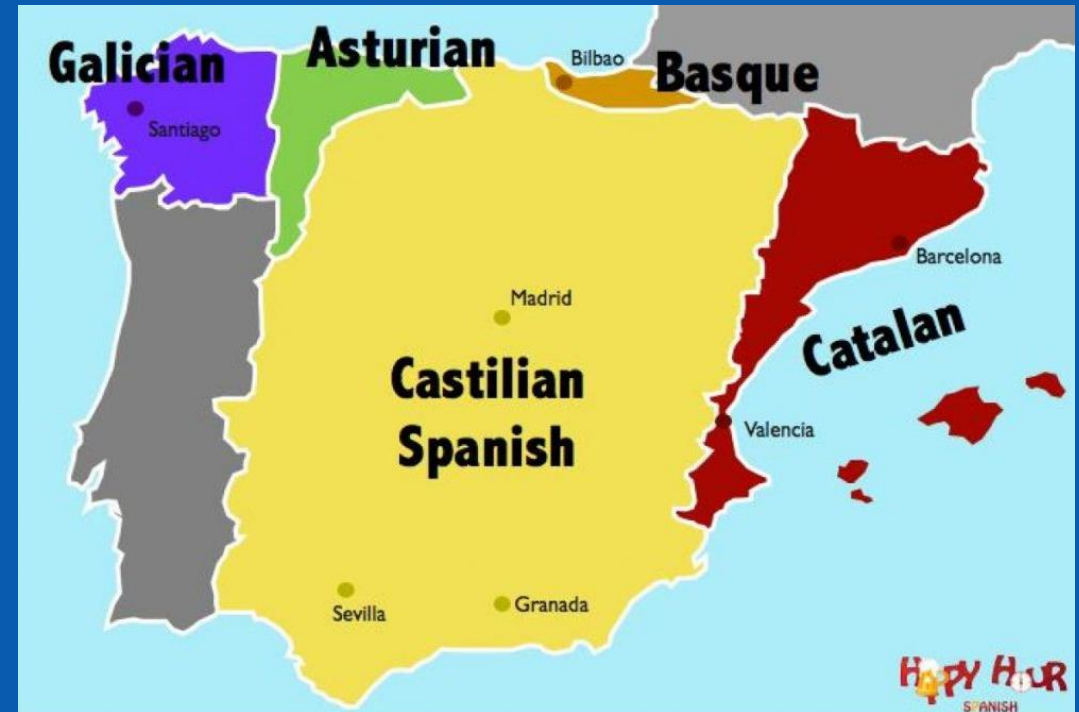 Galician
Asturian
Bilbao
Basque
Santiago
Barcelona
Madrid
Catalan
Castilian
Spanish
Valencia
Sevilla
Granada
HAPPY HOUR
SPANISH